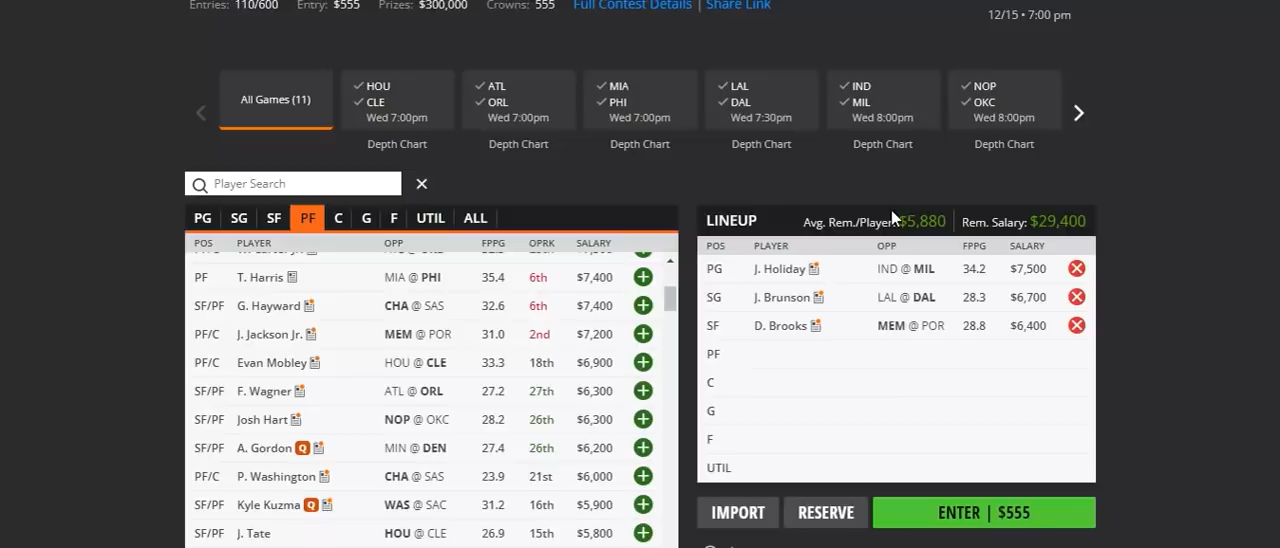 Entries: 110/600 Entry: $555 Prizes: $300,000 Crowns: 555 Full Contest Details | Share Link
12/15 • 7:00 pm
All Games (11)
HOU
CLE
Wed 7:00pm
Depth Chart
ATL
ORL
Wed 7:00pm
Depth Chart
MIA
PHI
Wed 7:00pm
Depth Chart
LAL
DAL
Wed 7:30pm
Depth Chart
IND
MIL
Wed 8:00pm
Depth Chart
NOP
OKC
Wed 8:00pm
Depth Chart
Player Search
PG SG SF PF C G F UTIL ALL
POS PLAYER OPP FPPG OPRK SALARY
PF T. Harris MIA @ PHI 35.4 6th $7,400
SF/PF G. Hayward CHA @ SAS 32.6 6th $7,400
PF/C J. Jackson Jr. MEM @ POR 31.0 2nd $7,200
PF/C Evan Mobley HOU @ CLE 33.3 18th $6,900
SF/PF F. Wagner ATL @ ORL 27.2 27th $6,300
SF/PF Josh Hart NOP @ OKC 28.2 26th $6,300
SF/PF A. Gordon Q MIN @ DEN 27.4 26th $6,200
PF/C P. Washington CHA @ SAS 23.9 21st $6,000
SF/PF Kyle Kuzma Q WAS @ SAC 31.2 16th $5,900
SF/PF J. Tate HOU @ CLE 26.9 15th $5,800
LINEUP Avg. Rem./Player: $5,880 Rem. Salary: $29,400
POS PLAYER OPP FPPG SALARY
PG J. Holiday IND @ MIL 34.2 $7,500
SG J. Brunson LAL @ DAL 28.3 $6,700
SF D. Brooks MEM @ POR 28.8 $6,400
PF
C
G
F
UTIL
IMPORT RESERVE ENTER | $555